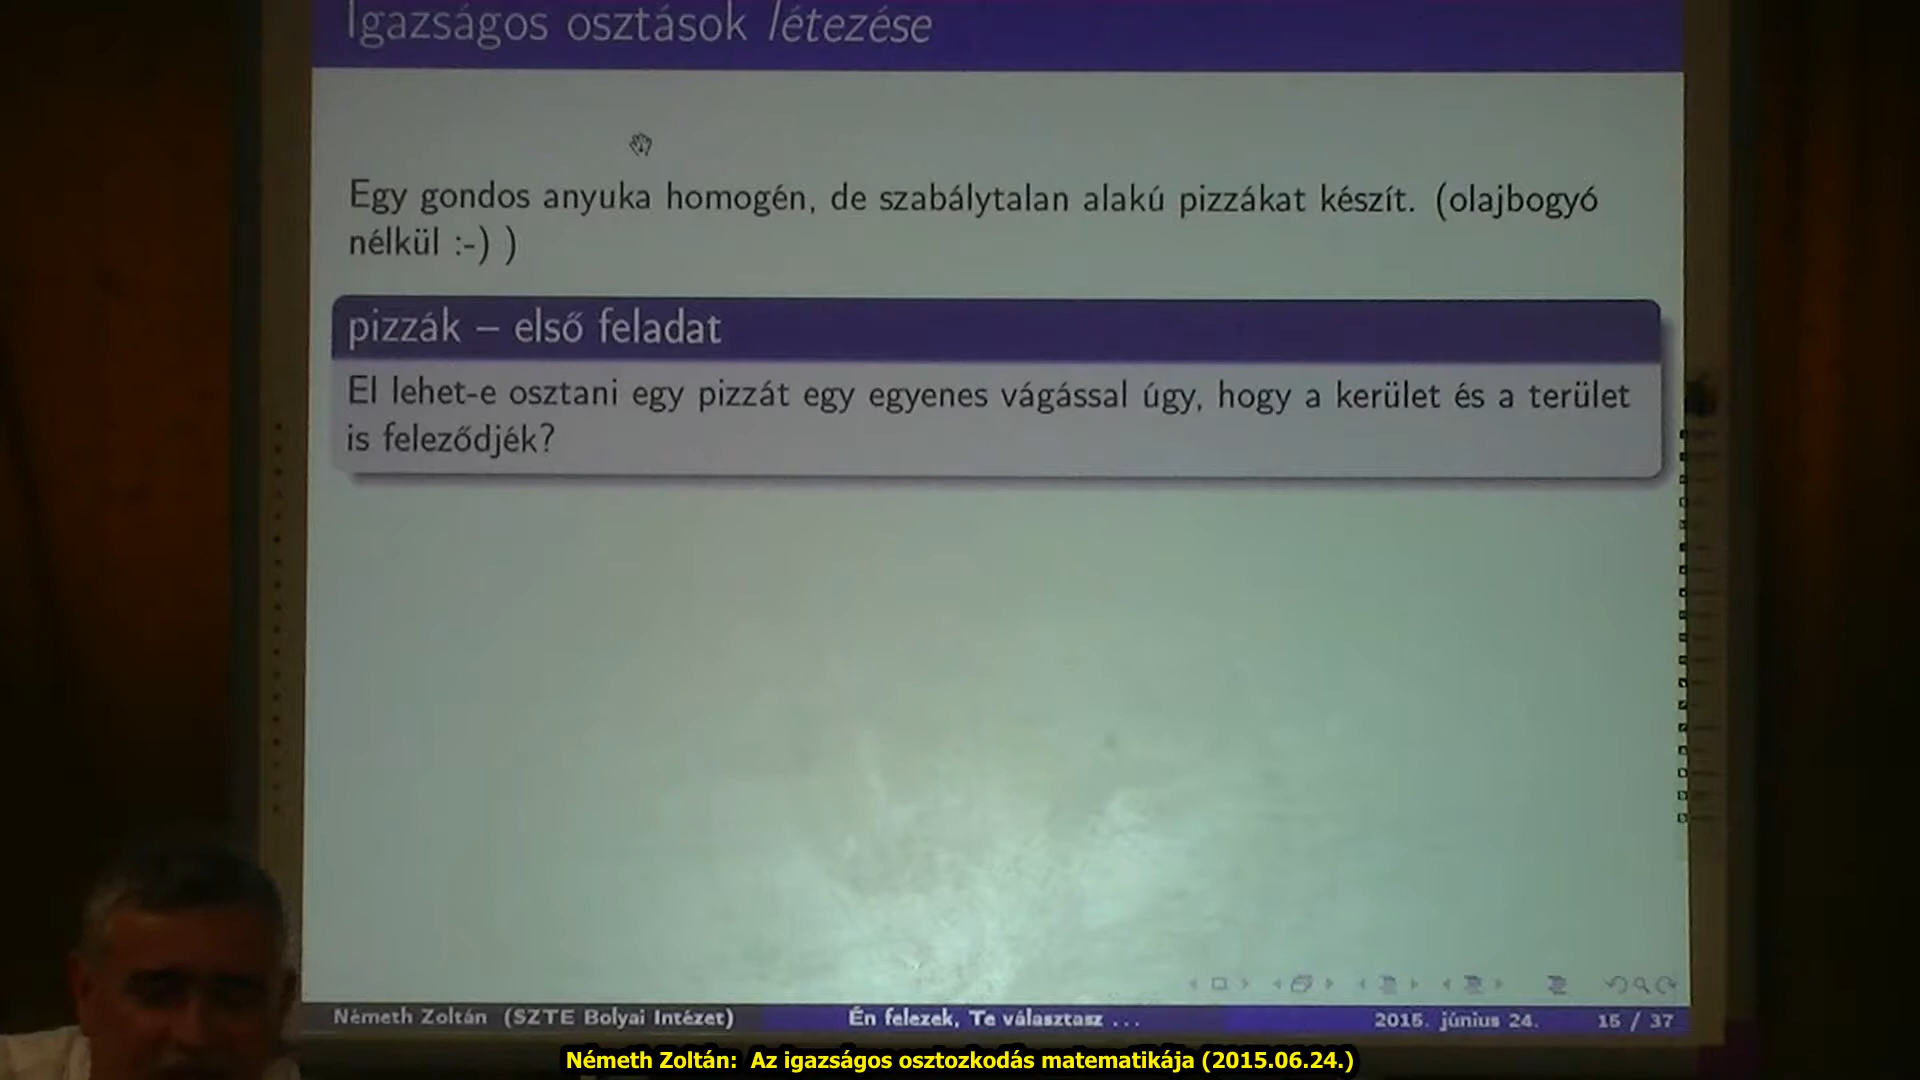 Igazságos osztások létezése
Egy gondos anyuka homogén, de szabálytalan alakú pizzákat készít. (olajbogyó
nélkül :-) )
pizzák – első feladat
El lehet-e osztani egy pizzát egy egyenes vágással úgy, hogy a kerület és a terület
is feleződjék?
Németh Zoltán (SZTE Bolyai Intézet) Én felezek, Te választasz ... 2015. június 24. 15 / 37
Németh Zoltán: Az igazságos osztozkodás matematikája (2015.06.24.)